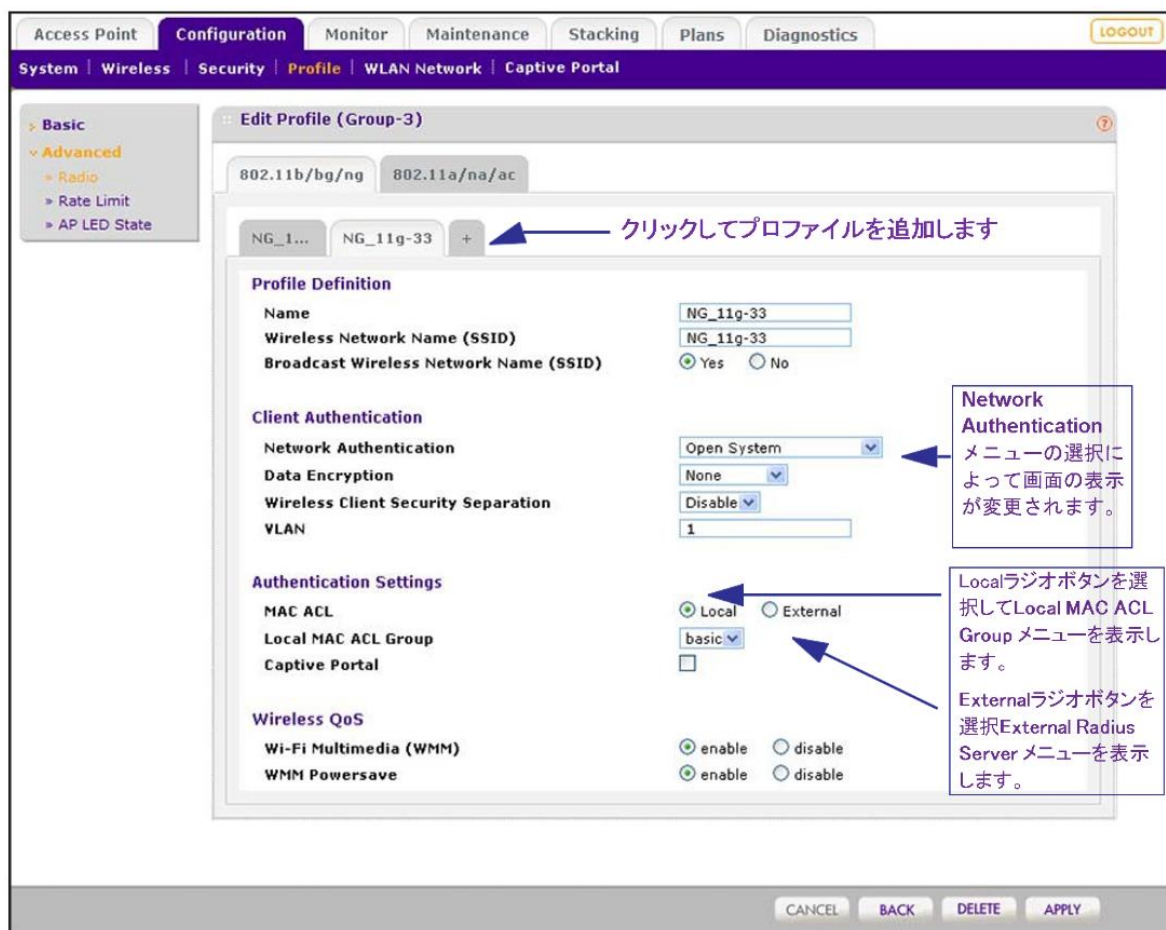 Access Point Configuration Monitor Maintenance Stacking Plans Diagnostics LOGOUT
System | Wireless | Security | Profile | WLAN Network | Captive Portal
Basic
Advanced
Radio
Rate Limit
AP LED State
Edit Profile (Group-3)
802.11b/bg/ng 802.11a/na/ac
NG_1... NG_11g-33 +
クリックしてプロファイルを追加します
Profile Definition
Name NG_11g-33
Wireless Network Name (SSID) NG_11g-33
Broadcast Wireless Network Name (SSID) Yes No
Client Authentication
Network Authentication Open System
Data Encryption None
Wireless Client Security Separation Disable
VLAN 1
Network
Authentication
メニューの選択に
よって画面の表示
が変更されます。
Authentication Settings
MAC ACL Local External
Local MAC ACL Group basic
Captive Portal
Localラジオボタンを選
択してLocal MAC ACL
Group メニューを表示し
ます。
Externalラジオボタンを
選択External Radius
Server メニューを表示
します。
Wireless QoS
Wi-Fi Multimedia (WMM) enable disable
WMM Powersave enable disable
CANCEL BACK DELETE APPLY